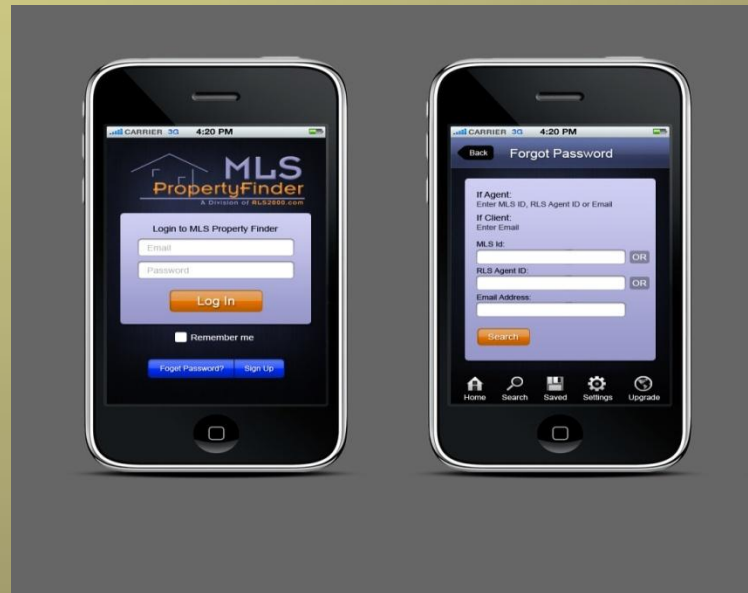 CARRIER 3G 4:20 PM
MLS
PropertyFinder
A Division of RLS2000.com
Login to MLS Property Finder
Email
Password
Log In
Remember me
Foget Password? Sign Up
CARRIER 3G 4:20 PM
Back Forgot Password
If Agent:
Enter MLS ID, RLS Agent ID or Email
If Client:
Enter Email
MLS Id:
OR
RLS Agent ID:
OR
Email Address:
Search
Home Search Saved Settings Upgrade